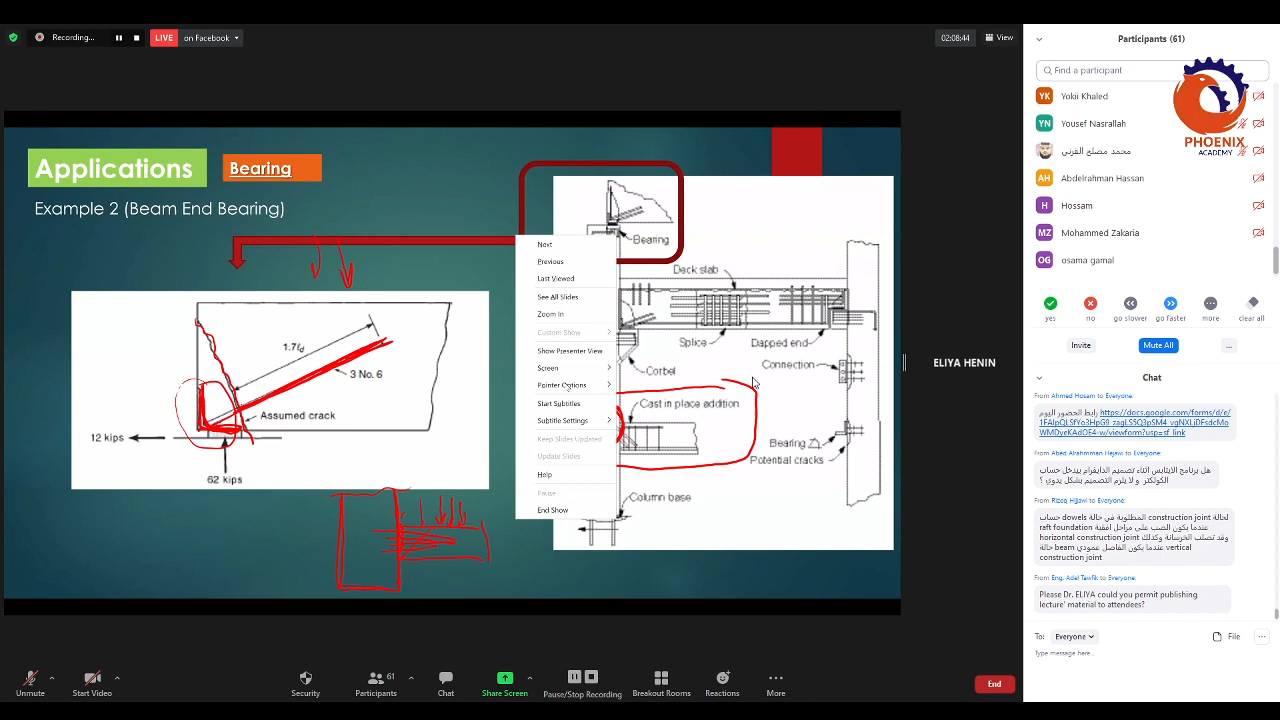 Recording...
LIVE
on Facebook
02:08:44
View
Participants (61)
Find a participant
YK Yokii Khaled
YN Yousef Nasrallah
محمد مصلح القرني
AH Abdelrahman Hassan
H Hossam
MZ Mohammed Zakaria
OG osama gamal
PHOENIX
ACADEMY
yes
no
go slower
go faster
more
clear all
Invite
Mute All
...
Chat
From Ahmed Hosam to Everyone:
رابط الحضور اليوم https://docs.google.com/forms/d/e/
1FAIpQLSfYo3HpG9_zagLS5Q3pSM4_vgNXLjDFsdcMo
WMDyeKAdOE4-w/viewform?usp=sf_link
From Abed Alrahmman Hejawi to Everyone:
هل برنامج الايتابس اثناء تصميم الدايفرام بيدخل حساب
الكولكتر و لا يلزم التصميم بشكل يدوي ؟
From Rizeq Hijjawi to Everyone:
حساب dowels المطلوبة في حالة construction joint لحالة
raft foundation عندما يكون الصب على مراحل افقية
horizontal construction joint وقد تصلب الخرسانة وكذلك
حالة beam عندما يكون الفاصل عمودي vertical
construction joint
From Eng. Adel Tawfik to Everyone:
Please Dr. ELIYA could you permit publishing
lecture' material to attendees?
To: Everyone
File
Type message here...
Applications
Bearing
Example 2 (Beam End Bearing)
1.7ℓd
3 No. 6
Assumed crack
12 kips
62 kips
Next
Previous
Last Viewed
See All Slides
Zoom In
Custom Show
Show Presenter View
Screen
Pointer Options
Start Subtitles
Subtitle Settings
Keep Slides Updated
Update Slides
Help
Pause
End Show
Bearing
Deck slab
Splice
Dapped end
Corbel
Connection
Cast in place addition
Bearing
Potential cracks
Column base
ELIYA HENIN
Unmute
Start Video
Security
Participants
61
Chat
Share Screen
Pause/Stop Recording
Breakout Rooms
Reactions
More
End